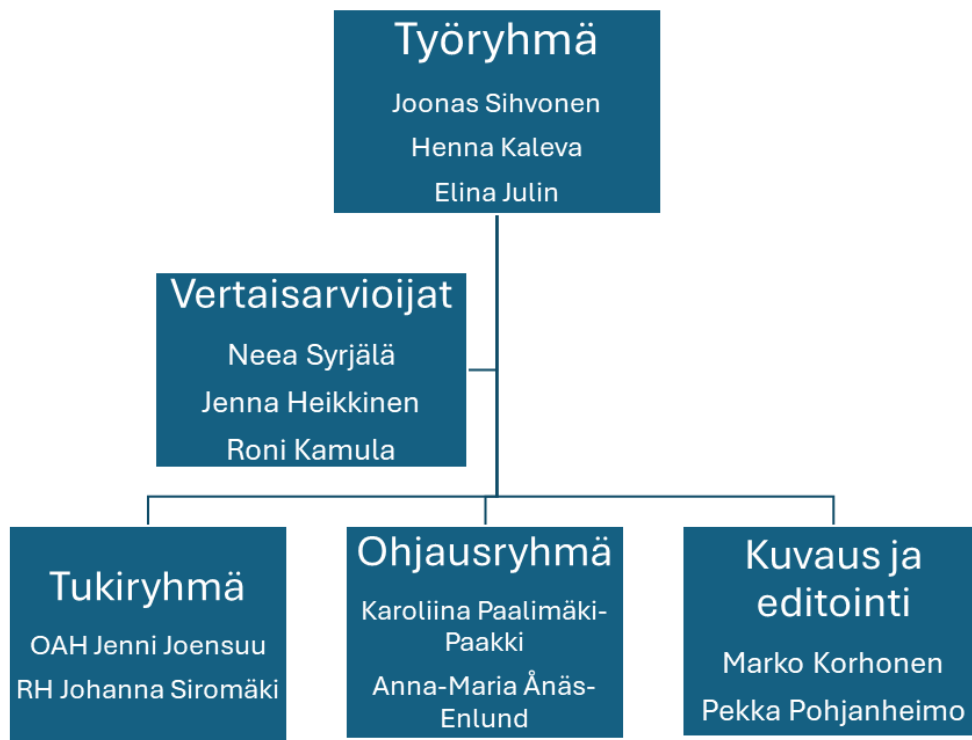 Työryhmä
Joonas Sihvonen
Henna Kaleva
Elina Julin
Vertaisarvioijat
Neea Syrjälä
Jenna Heikkinen
Roni Kamula
Tukiryhmä
OAH Jenni Joensuu
RH Johanna Siromäki
Ohjausryhmä
Karoliina Paalimäki-
Paakki
Anna-Maria Ånäs-
Enlund
Kuvaus ja
editointi
Marko Korhonen
Pekka Pohjanheimo